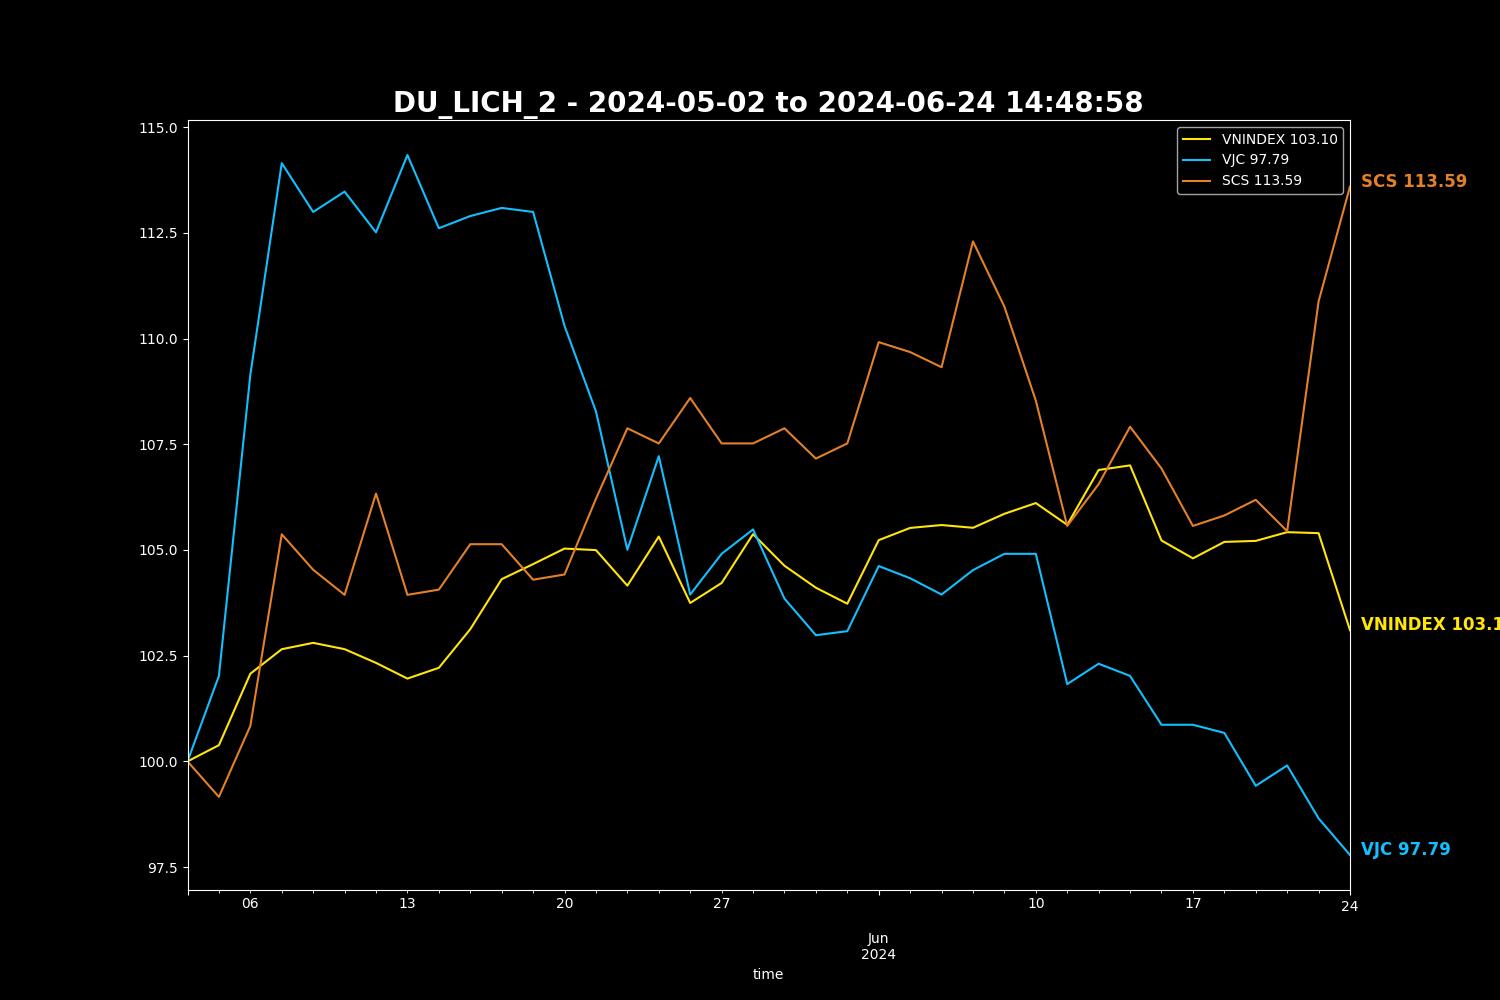 DU_LICH_2 - 2024-05-02 to 2024-06-24 14:48:58
115.0
112.5
110.0
107.5
105.0
102.5
100.0
97.5
VNINDEX 103.10
VJC 97.79
SCS 113.59
SCS 113.59
VNINDEX 103.1
VJC 97.79
06 13 20 27 10 17 24
Jun
2024
time